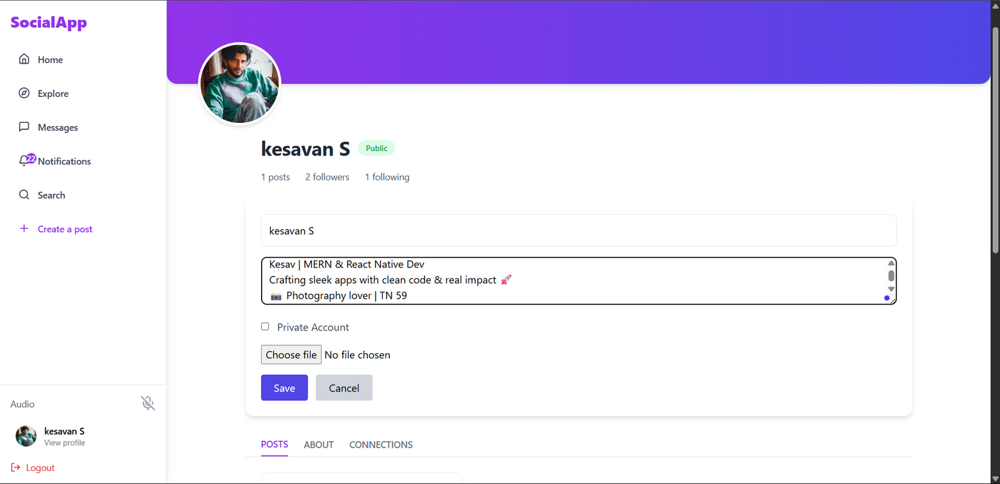 SocialApp
Home
Explore
Messages
22
Notifications
Search
Create a post
Audio
kesavan S
View profile
Logout
kesavan S
Public
1 posts 2 followers 1 following
kesavan S
Kesav | MERN & React Native Dev
Crafting sleek apps with clean code & real impact 🚀
📷 Photography lover | TN 59
Private Account
Choose file No file chosen
Save Cancel
POSTS ABOUT CONNECTIONS